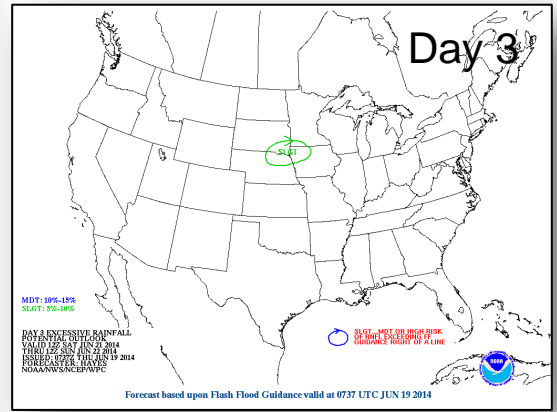 Day 3
SLGT
MDT: 10%-15%
SLGT: 5%-10%
DAY 3 EXCESSIVE RAINFALL
POTENTIAL OUTLOOK
VALID 12Z SAT JUN 21 2014
THRU 12Z SUN JUN 22 2014
ISSUED: 0737Z THU JUN 19 2014
FORECASTER: HAYES
NOAA/NWS/NCEP/WPC
SLGT, MDT OR HIGH RISK
OF RNFL EXCEEDING FF
GUIDANCE RIGHT OF A LINE
NOAA
Forecast based upon Flash Flood Guidance valid at 0737 UTC JUN 19 2014